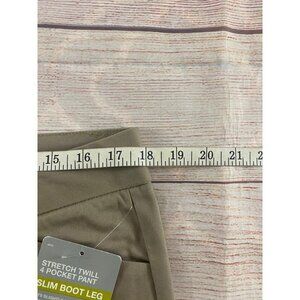 15 16 17 18 19 20 21
STRETCH TWILL
4 POCKET PANT
SLIM BOOT LEG